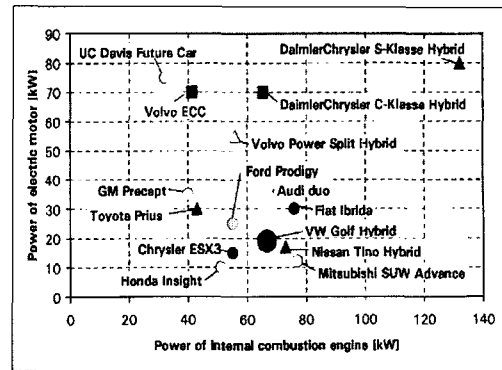 Power of electric motor [kW]
90
80
70
60
50
40
30
20
10
0
UC Davis Future Car
DaimlerChrysler S-Klasse Hybrid
Volvo ECC
DaimlerChrysler C-Klasse Hybrid
Volvo Power Split Hybrid
Ford Prodigy
GM Precept
Audi duo
Toyota Prius
Fiat Ibrida
VW Golf Hybrid
Chrysler ESX3
Nissan Tino Hybrid
Honda Insight
Mitsubishi SUW Advance
0 20 40 60 80 100 120 140
Power of internal combustion engine [kW]